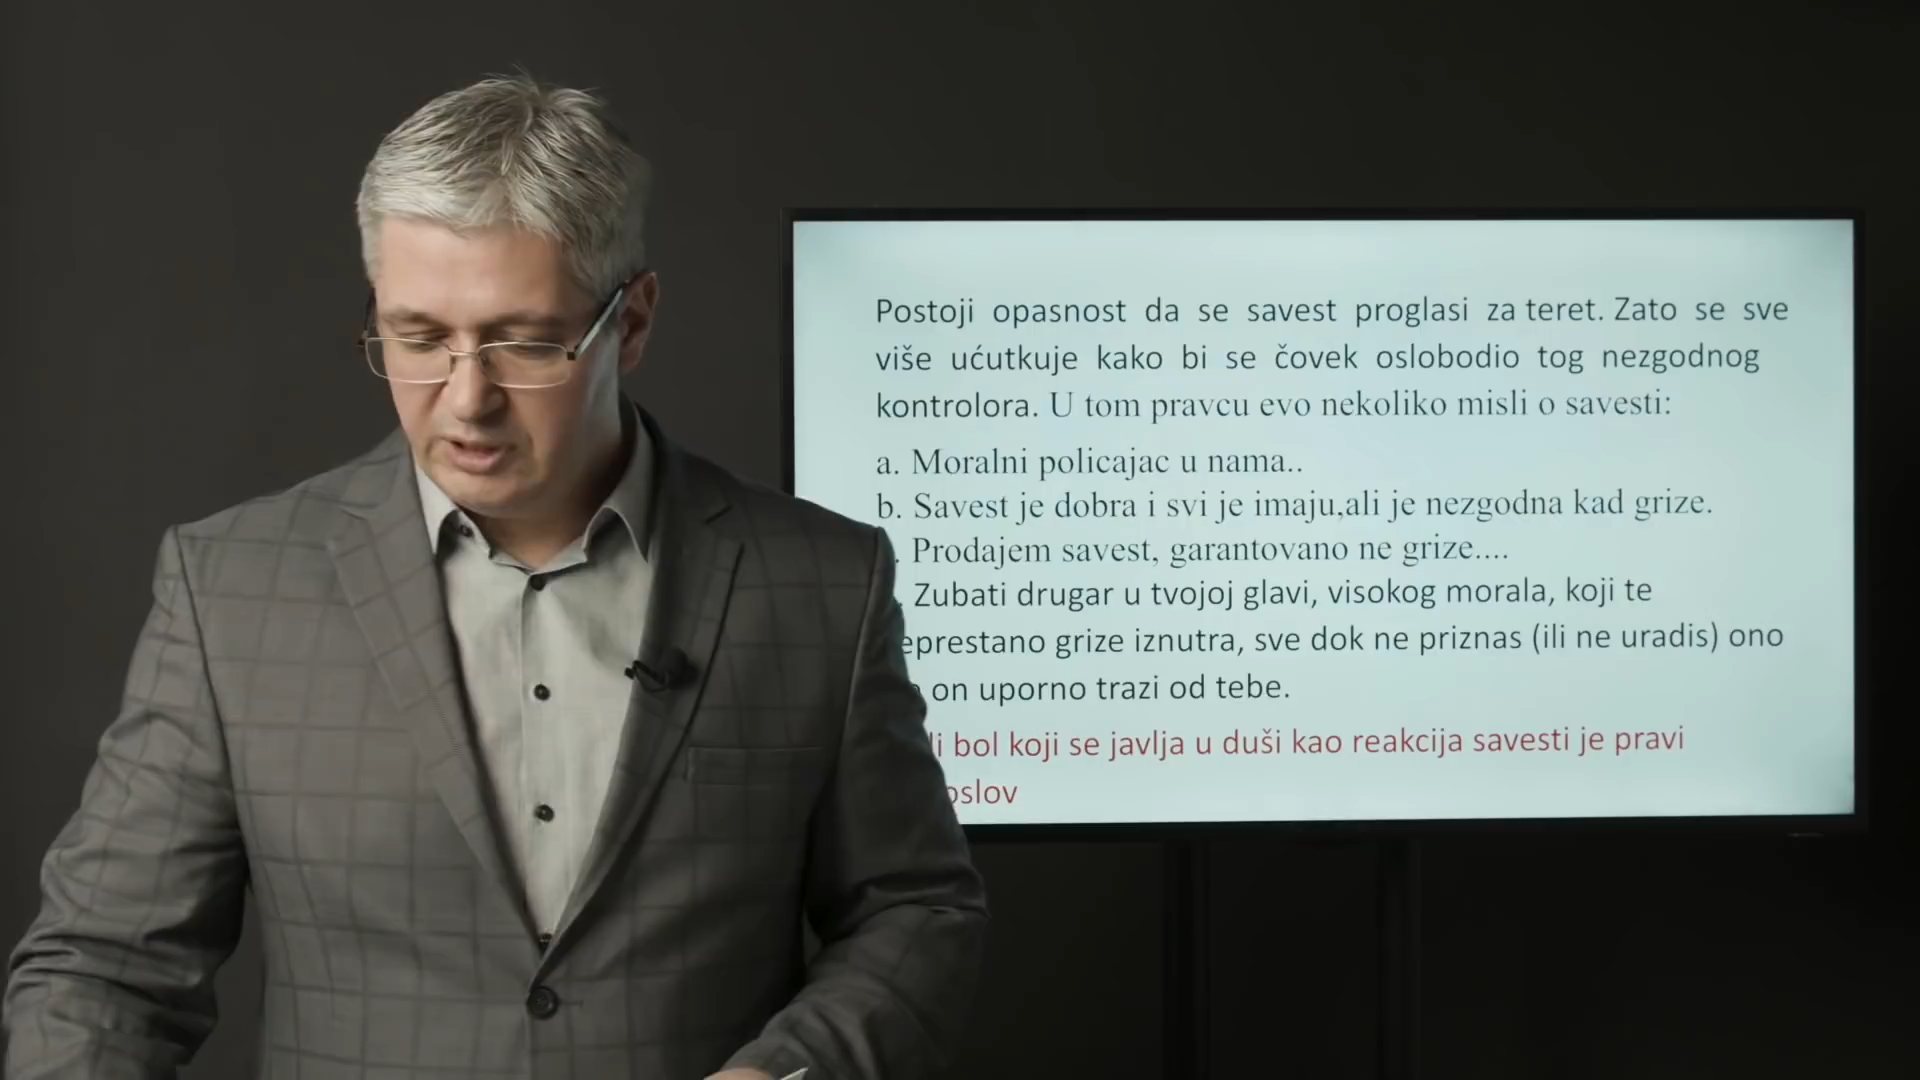 Postoji opasnost da se savest proglasi za teret. Zato se sve
više ućutkuje kako bi se čovek oslobodio tog nezgodnog
kontrolora. U tom pravcu evo nekoliko misli o savesti:
a. Moralni policajac u nama..
b. Savest je dobra i svi je imaju,ali je nezgodna kad grize.
. Prodajem savest, garantovano ne grize....
. Zubati drugar u tvojoj glavi, visokog morala, koji te
eprestano grize iznutra, sve dok ne priznas (ili ne uradis) ono
on uporno trazi od tebe.
li bol koji se javlja u duši kao reakcija savesti je pravi
oslov